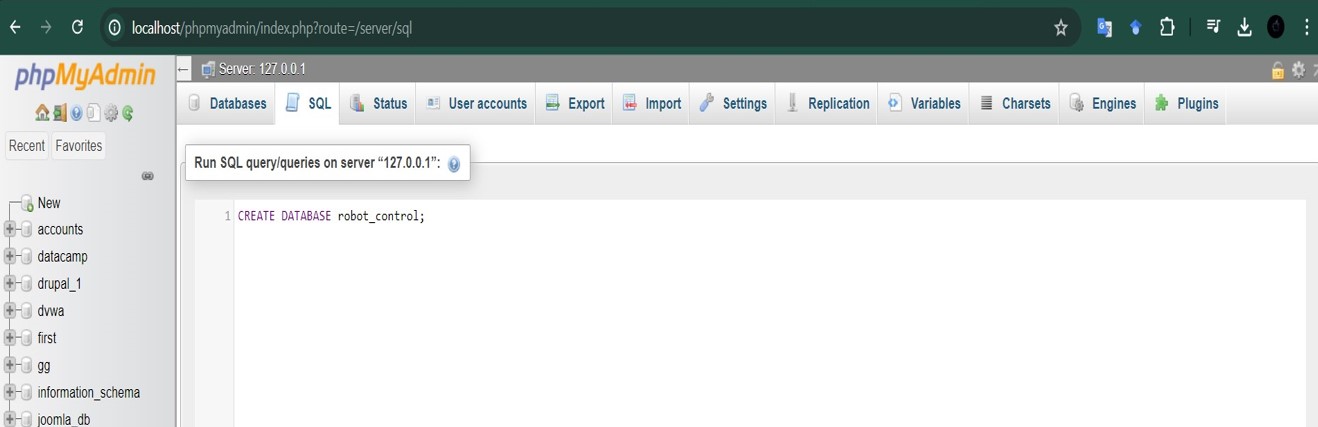 localhost/phpmyadmin/index.php?route=/server/sql
phpMyAdmin
Server: 127.0.0.1
Databases SQL Status User accounts Export Import Settings Replication Variables Charsets Engines Plugins
Recent Favorites
Run SQL query/queries on server “127.0.0.1”:
New
accounts
datacamp
drupal_1
dvwa
first
gg
information_schema
joomla_db
1 CREATE DATABASE robot_control;